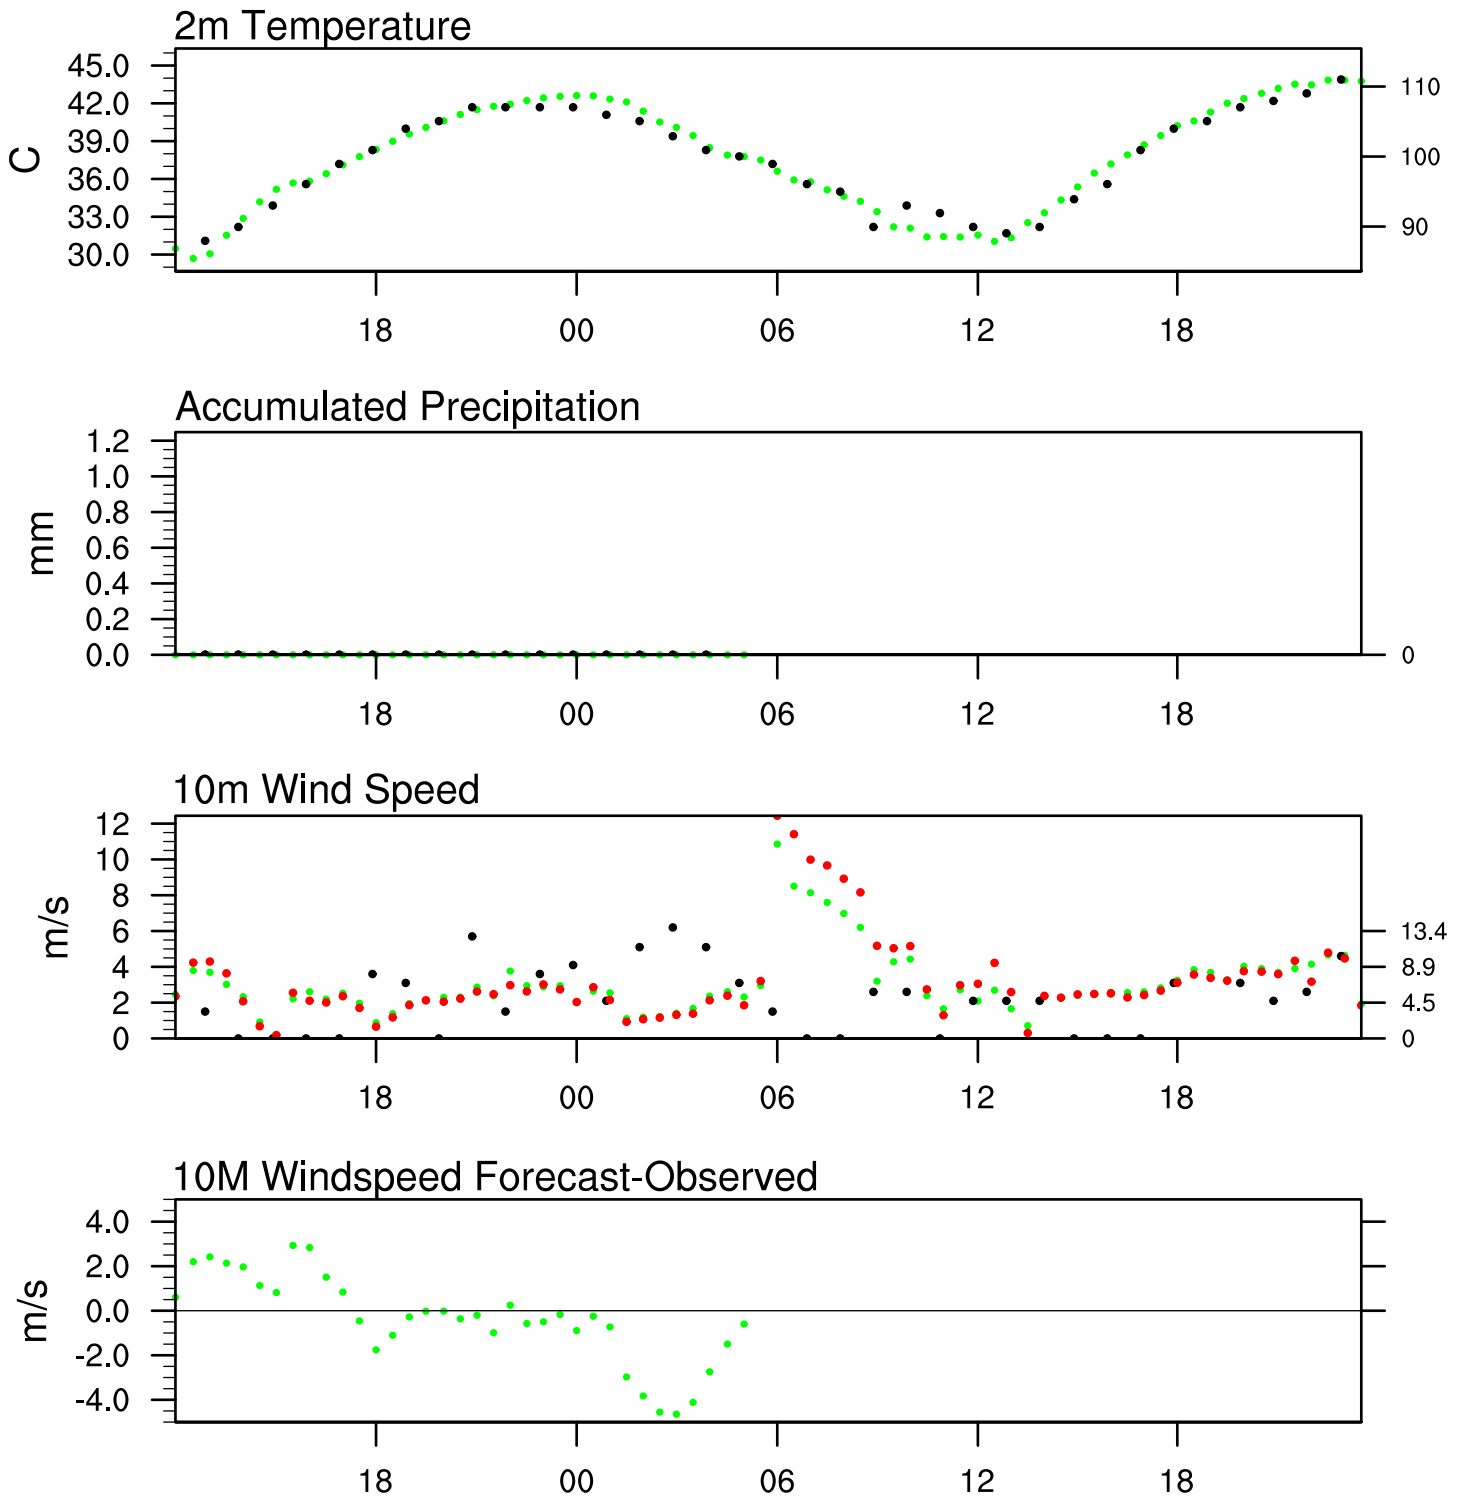 2m Temperature
45.0
42.0
39.0
36.0
33.0
30.0
C
110
100
90
18 00 06 12 18
Accumulated Precipitation
1.2
1.0
0.8
0.6
0.4
0.2
0.0
mm
0
18 00 06 12 18
10m Wind Speed
12
10
8
6
4
2
0
m/s
13.4
8.9
4.5
0
18 00 06 12 18
10M Windspeed Forecast-Observed
4.0
2.0
0.0
-2.0
-4.0
m/s
18 00 06 12 18